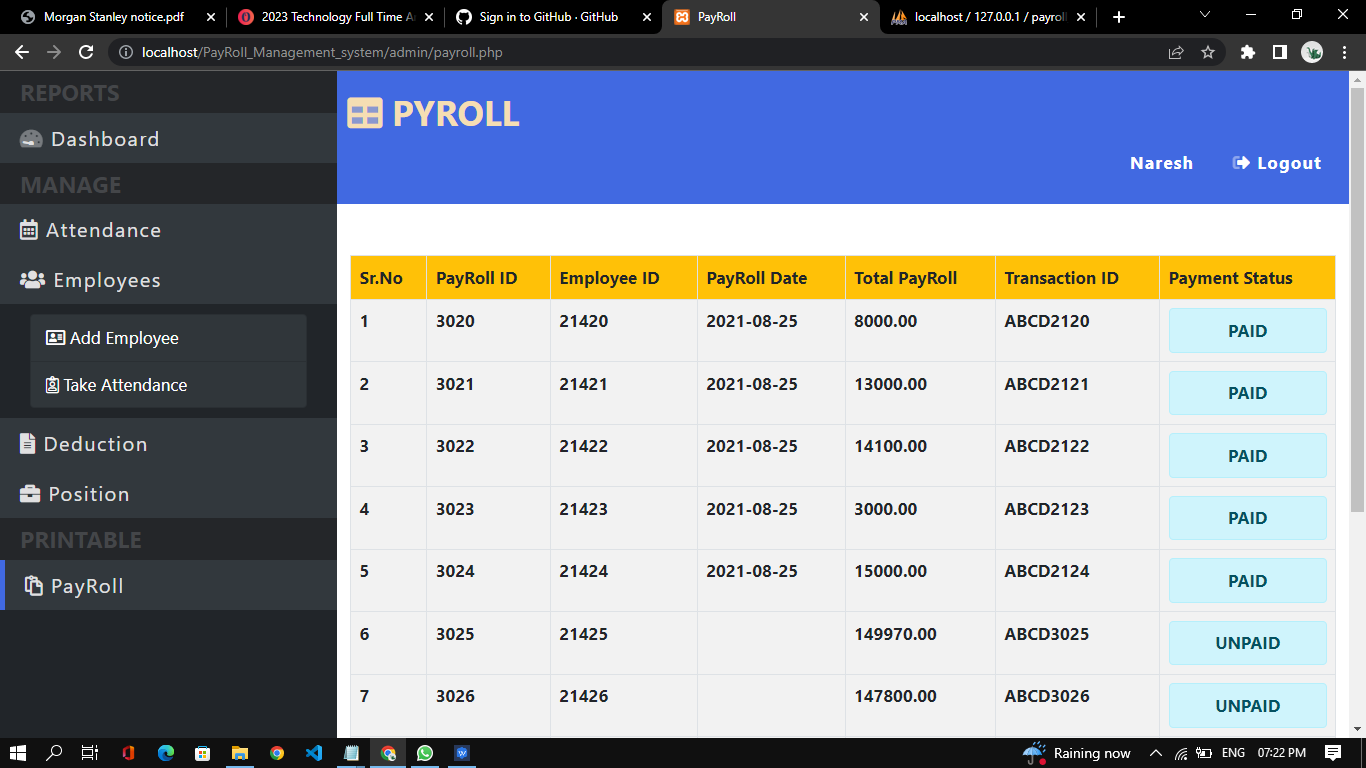 Morgan Stanley notice.pdf
2023 Technology Full Time A
Sign in to GitHub · GitHub
PayRoll
localhost / 127.0.0.1 / payroll
localhost/PayRoll_Management_system/admin/payroll.php
REPORTS
Dashboard
MANAGE
Attendance
Employees
Add Employee
Take Attendance
Deduction
Position
PRINTABLE
PayRoll
PYROLL
Naresh Logout
Sr.No PayRoll ID Employee ID PayRoll Date Total PayRoll Transaction ID Payment Status
1 3020 21420 2021-08-25 8000.00 ABCD2120 PAID
2 3021 21421 2021-08-25 13000.00 ABCD2121 PAID
3 3022 21422 2021-08-25 14100.00 ABCD2122 PAID
4 3023 21423 2021-08-25 3000.00 ABCD2123 PAID
5 3024 21424 2021-08-25 15000.00 ABCD2124 PAID
6 3025 21425 149970.00 ABCD3025 UNPAID
7 3026 21426 147800.00 ABCD3026 UNPAID
Raining now ENG 07:22 PM